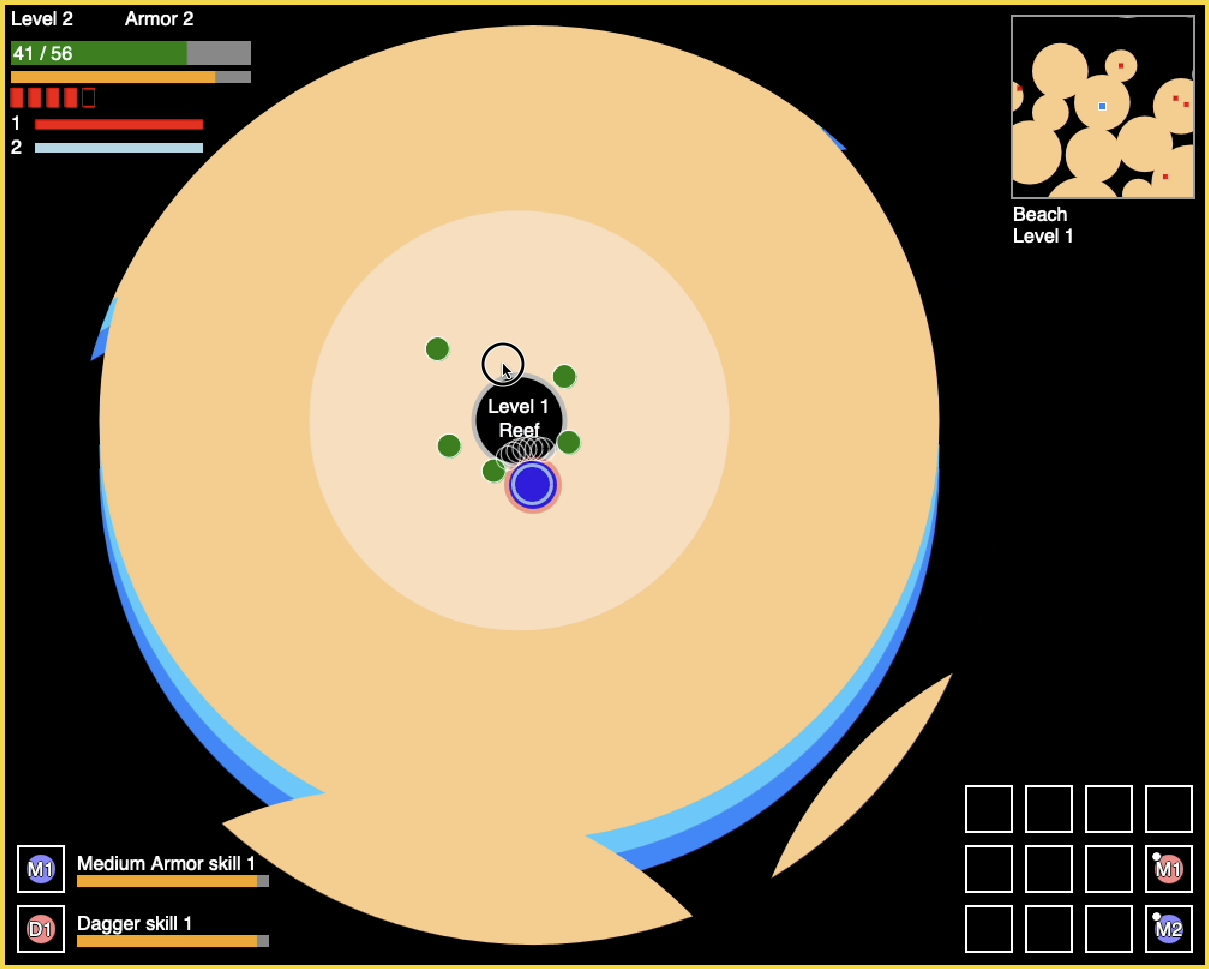 Level 2 Armor 2
41 / 56
1
2
Beach
Level 1
Level 1
Reef
M1 Medium Armor skill 1
D1 Dagger skill 1
M1
M2